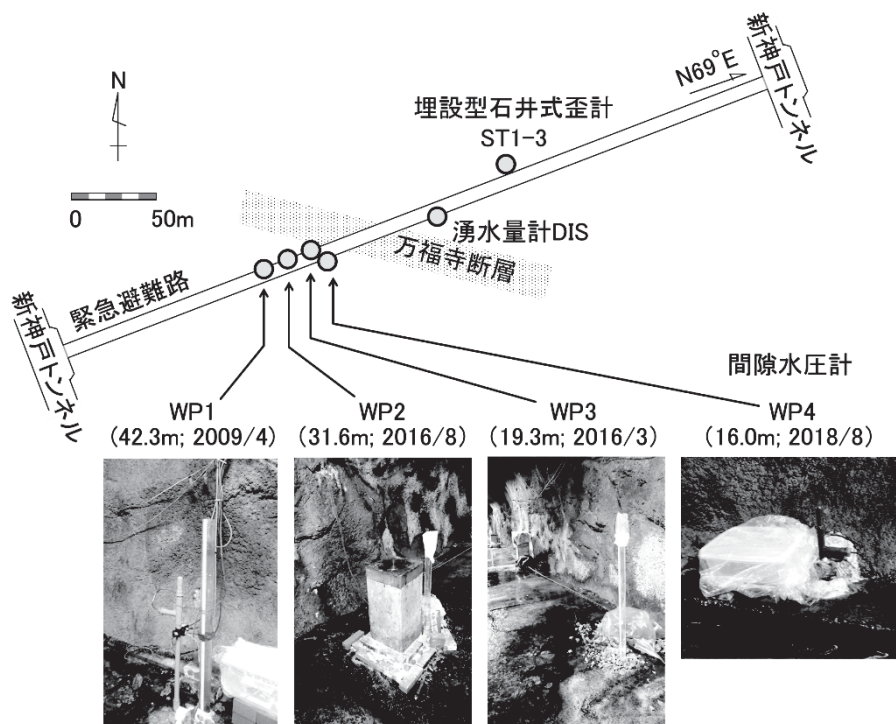 新神戸トンネル
N69°E
N
埋設型石井式歪計
ST1-3
0 50m
湧水量計DIS
万福寺断層
緊急避難路
新神戸トンネル
間隙水圧計
WP1
(42.3m; 2009/4)
WP2
(31.6m; 2016/8)
WP3
(19.3m; 2016/3)
WP4
(16.0m; 2018/8)